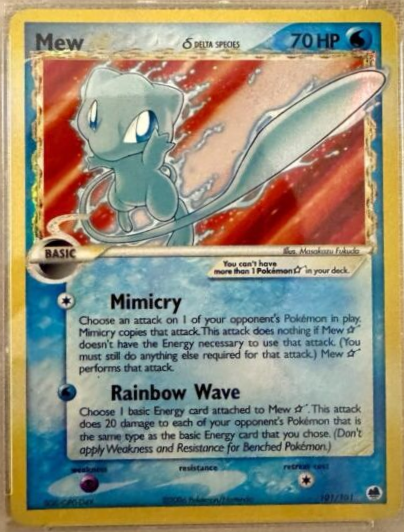 Mew δ DELTA SPECIES 70 HP
Illus. Masakazu Fukuda
BASIC
You can't have
more than 1 Pokémon ☆ in your deck.
Mimicry
Choose an attack on 1 of your opponent's Pokémon in play.
Mimicry copies that attack. This attack does nothing if Mew ☆
doesn't have the Energy necessary to use that attack. (You
must still do anything else required for that attack.) Mew ☆
performs that attack.
Rainbow Wave
Choose 1 basic Energy card attached to Mew ☆. This attack
does 20 damage to each of your opponent's Pokémon that is
the same type as the basic Energy card that you chose. (Don't
apply Weakness and Resistance for Benched Pokémon.)
weakness resistance retreat cost
©2006 Pokémon/Nintendo 101/101